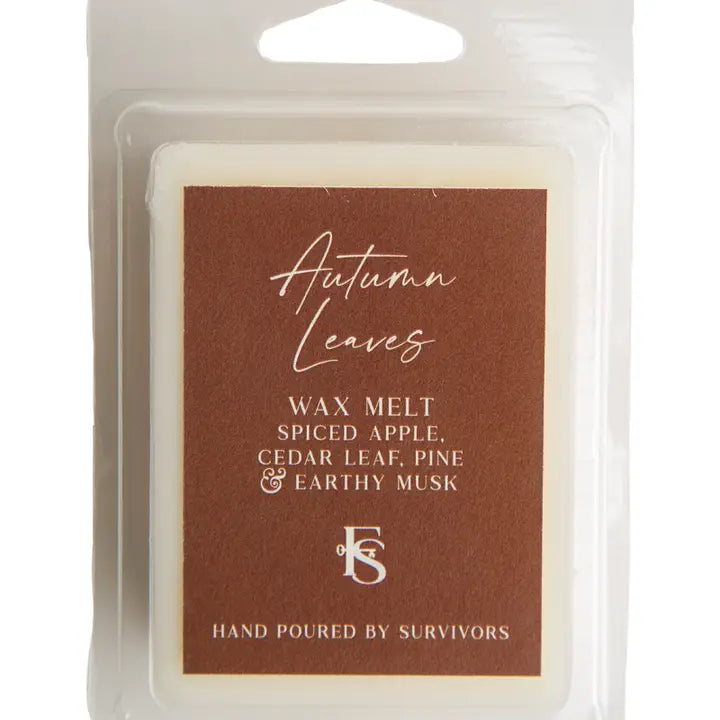 Autumn
Leaves
WAX MELT
SPICED APPLE,
CEDAR LEAF, PINE
& EARTHY MUSK
FS
HAND POURED BY SURVIVORS